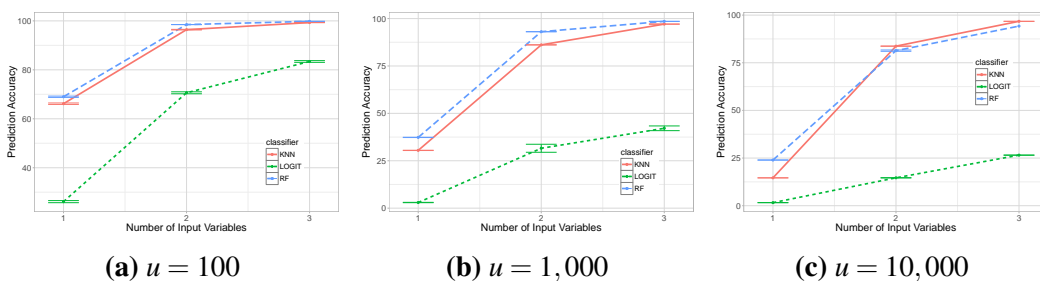 100
80
60
40
Prediction Accuracy
1
2
3
Number of Input Variables
classifier
KNN
LOGIT
RF
(a) u = 100
100
75
50
25
0
Prediction Accuracy
1
2
3
Number of Input Variables
classifier
KNN
LOGIT
RF
(b) u = 1,000
100
75
50
25
0
Prediction Accuracy
1
2
3
Number of Input Variables
classifier
KNN
LOGIT
RF
(c) u = 10,000